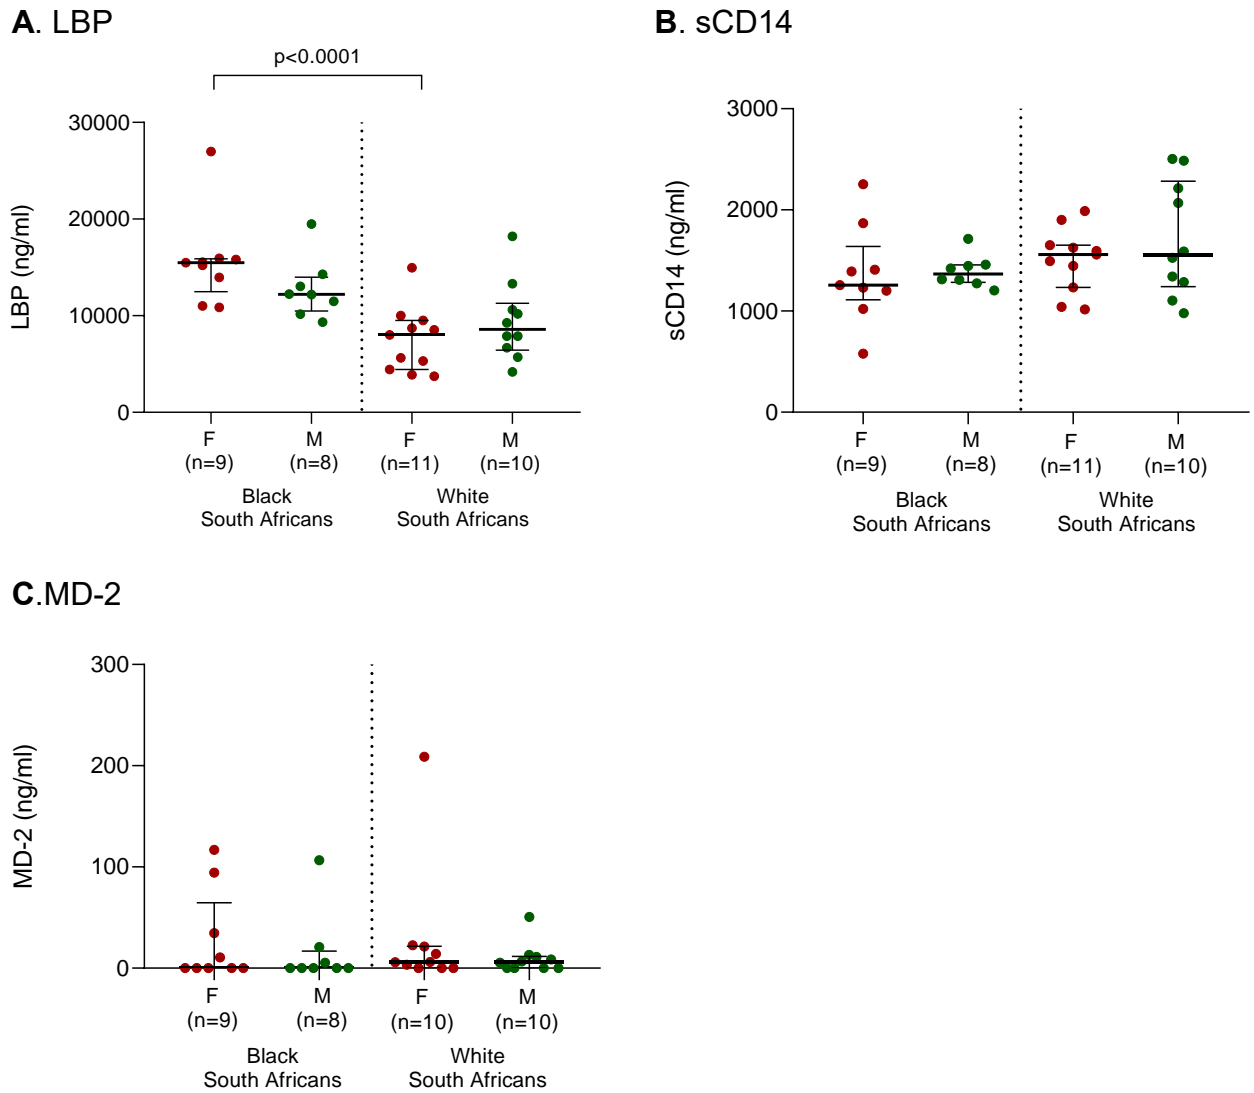 A. LBP
p<0.0001
30000
20000
10000
0
LBP (ng/ml)
F
(n=9)
M
(n=8)
F
(n=11)
M
(n=10)
Black
South Africans
White
South Africans
B. sCD14
3000
2000
1000
0
sCD14 (ng/ml)
F
(n=9)
M
(n=8)
F
(n=11)
M
(n=10)
Black
South Africans
White
South Africans
C.MD-2
300
200
100
0
MD-2 (ng/ml)
F
(n=9)
M
(n=8)
F
(n=10)
M
(n=10)
Black
South Africans
White
South Africans